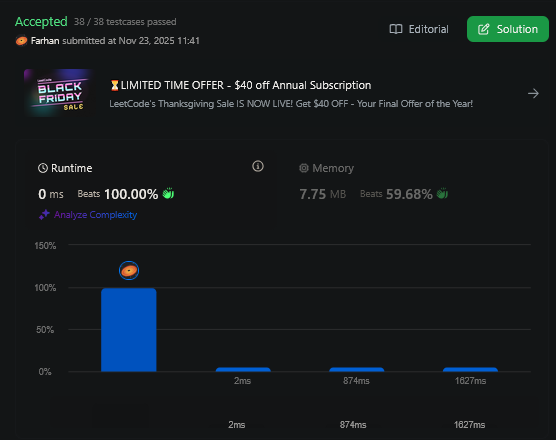 Accepted 38 / 38 testcases passed
Editorial
Solution
Farhan submitted at Nov 23, 2025 11:41
LeetCode
BLACK
FRIDAY
SALE
⏳LIMITED TIME OFFER - $40 off Annual Subscription
LeetCode's Thanksgiving Sale IS NOW LIVE! Get $40 OFF - Your Final Offer of the Year!
Runtime
0 ms Beats 100.00%
Analyze Complexity
Memory
7.75 MB Beats 59.68%
150%
100%
50%
0%
2ms 874ms 1627ms
2ms 874ms 1627ms